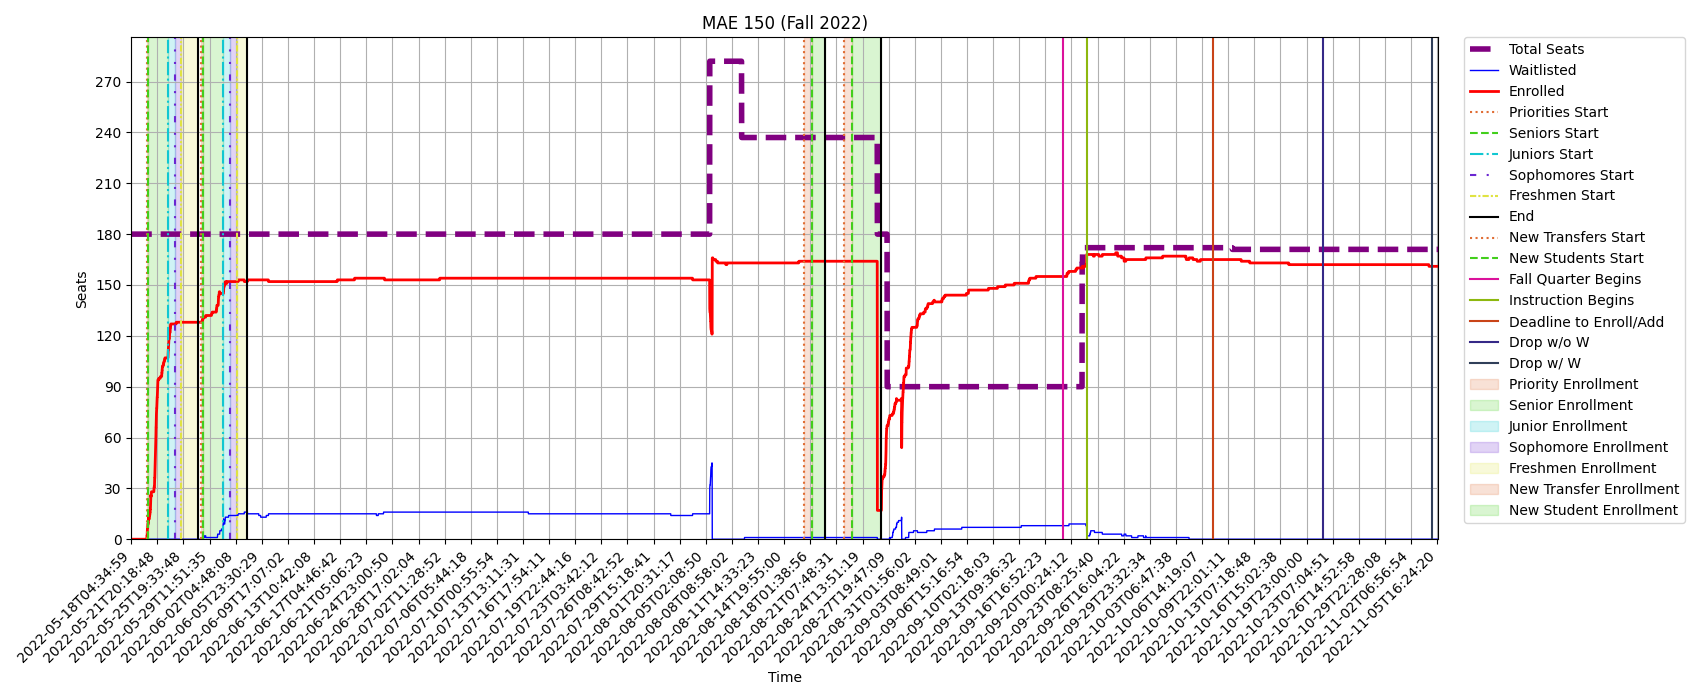 MAE 150 (Fall 2022)
Seats
270
240
210
180
150
120
90
60
30
0
2022-05-18T04:34:59
2022-05-21T20:18:48
2022-05-25T19:33:48
2022-05-29T11:51:35
2022-06-02T04:48:08
2022-06-05T23:30:29
2022-06-09T17:07:02
2022-06-13T10:42:08
2022-06-17T04:46:42
2022-06-21T05:06:23
2022-06-24T23:00:50
2022-06-28T17:02:04
2022-07-02T11:28:52
2022-07-06T05:44:18
2022-07-10T00:55:54
2022-07-13T13:11:31
2022-07-16T17:54:11
2022-07-19T22:44:16
2022-07-23T03:42:12
2022-07-26T08:42:52
2022-07-29T15:18:41
2022-08-01T20:31:17
2022-08-05T02:08:50
2022-08-08T08:58:02
2022-08-11T14:33:23
2022-08-14T19:55:00
2022-08-18T01:38:56
2022-08-21T07:48:31
2022-08-24T13:51:19
2022-08-27T19:47:09
2022-08-31T01:56:02
2022-09-03T08:49:01
2022-09-06T15:16:54
2022-09-10T02:18:03
2022-09-13T09:36:32
2022-09-16T16:52:23
2022-09-20T00:24:12
2022-09-23T08:25:40
2022-09-26T16:04:22
2022-09-29T23:32:34
2022-10-03T06:47:38
2022-10-06T14:19:07
2022-10-09T22:01:11
2022-10-13T07:18:48
2022-10-16T15:02:38
2022-10-19T23:00:00
2022-10-23T07:04:51
2022-10-26T14:52:58
2022-10-29T22:28:08
2022-11-02T06:56:54
2022-11-05T16:24:20
Time
Total Seats
Waitlisted
Enrolled
Priorities Start
Seniors Start
Juniors Start
Sophomores Start
Freshmen Start
End
New Transfers Start
New Students Start
Fall Quarter Begins
Instruction Begins
Deadline to Enroll/Add
Drop w/o W
Drop w/ W
Priority Enrollment
Senior Enrollment
Junior Enrollment
Sophomore Enrollment
Freshmen Enrollment
New Transfer Enrollment
New Student Enrollment